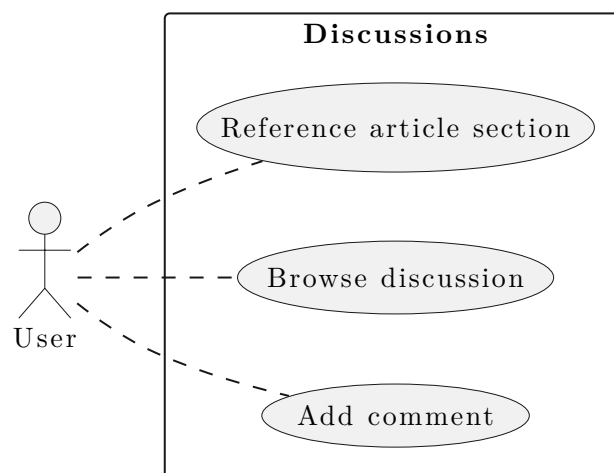 Discussions
Reference article section
Browse discussion
User
Add comment